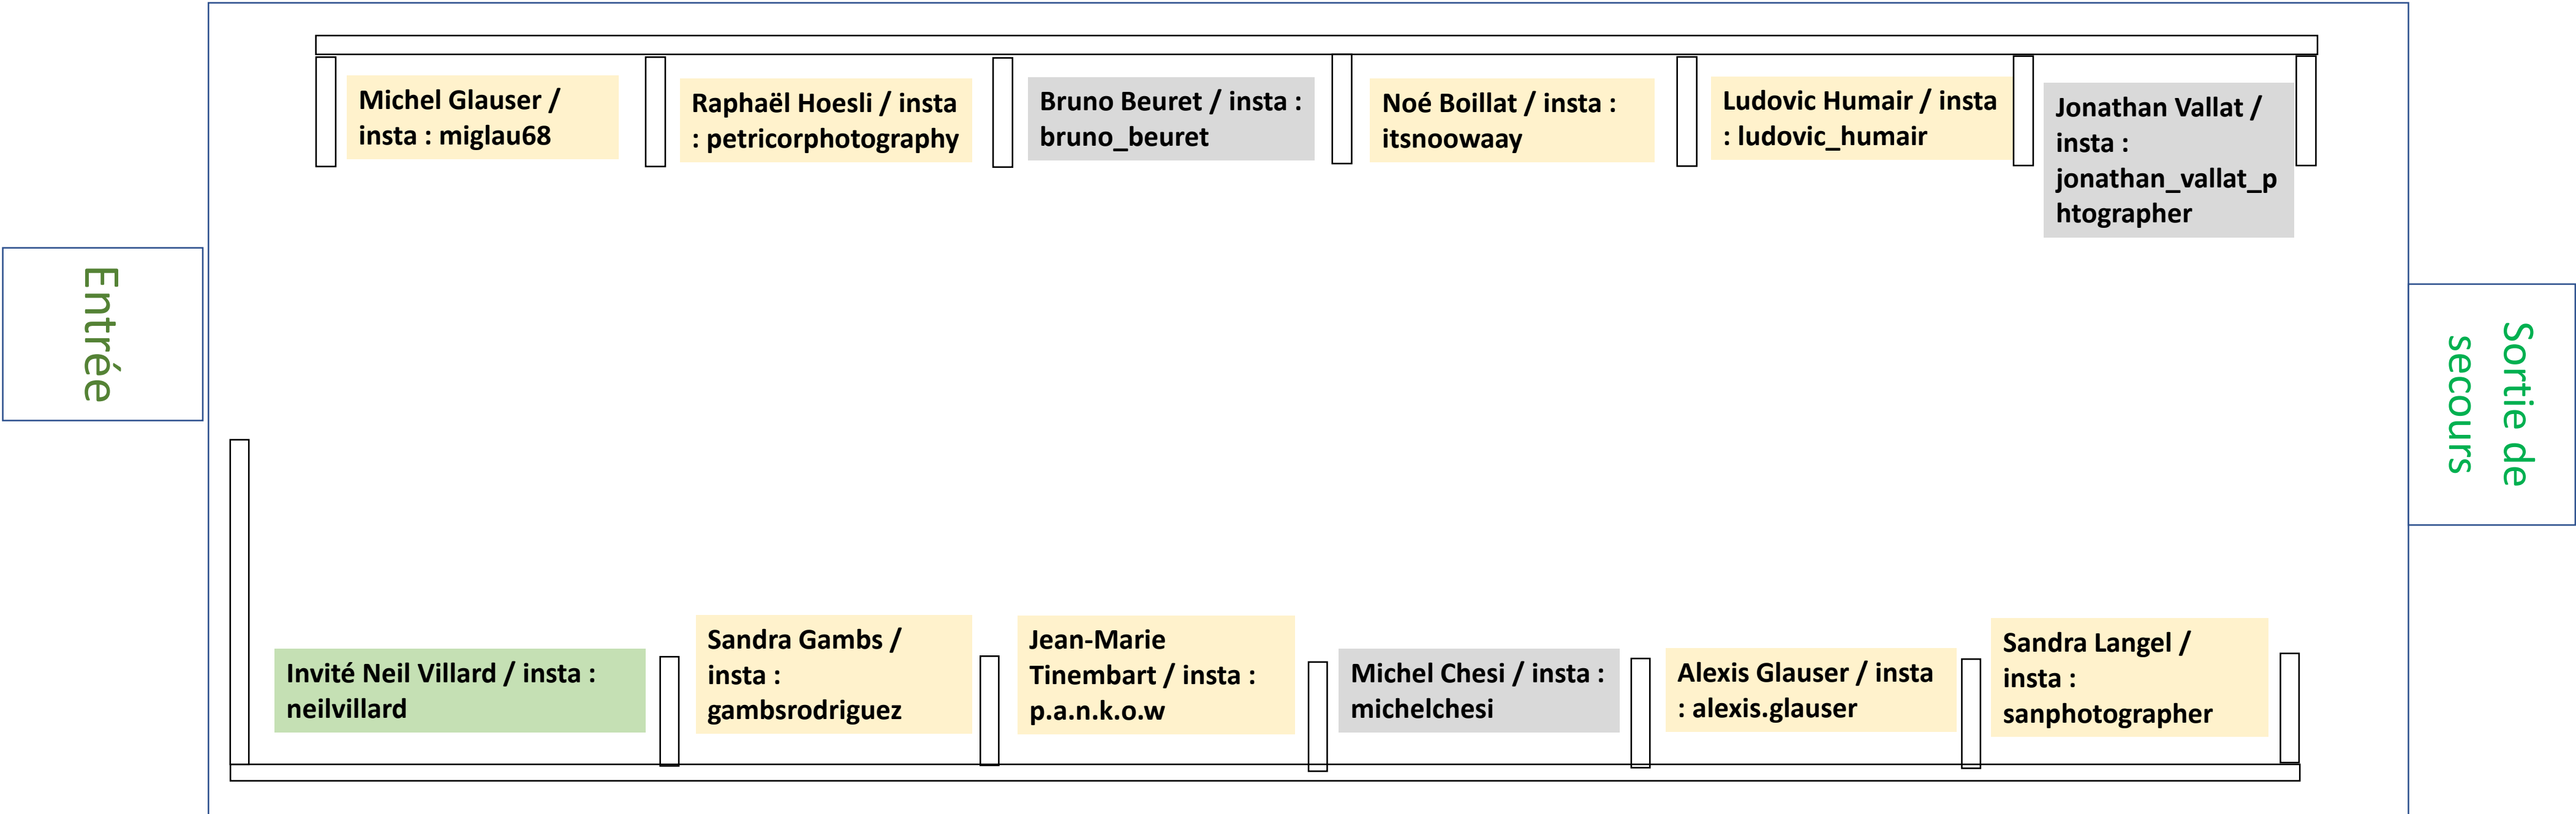 Michel Glauser /
insta : miglau68
Raphaël Hoesli / insta
: petricorphotography
Bruno Beuret / insta :
bruno_beuret
Noé Boillat / insta :
itsnoowaay
Ludovic Humair / insta
: ludovic_humair
Jonathan Vallat /
insta :
jonathan_vallat_p
htographer
Entrée
Sortie de
secours
Invité Neil Villard / insta :
neilvillard
Sandra Gambs /
insta :
gambsrodriguez
Jean-Marie
Tinembart / insta :
p.a.n.k.o.w
Michel Chesi / insta :
michelchesi
Alexis Glauser / insta
: alexis.glauser
Sandra Langel /
insta :
sanphotographer